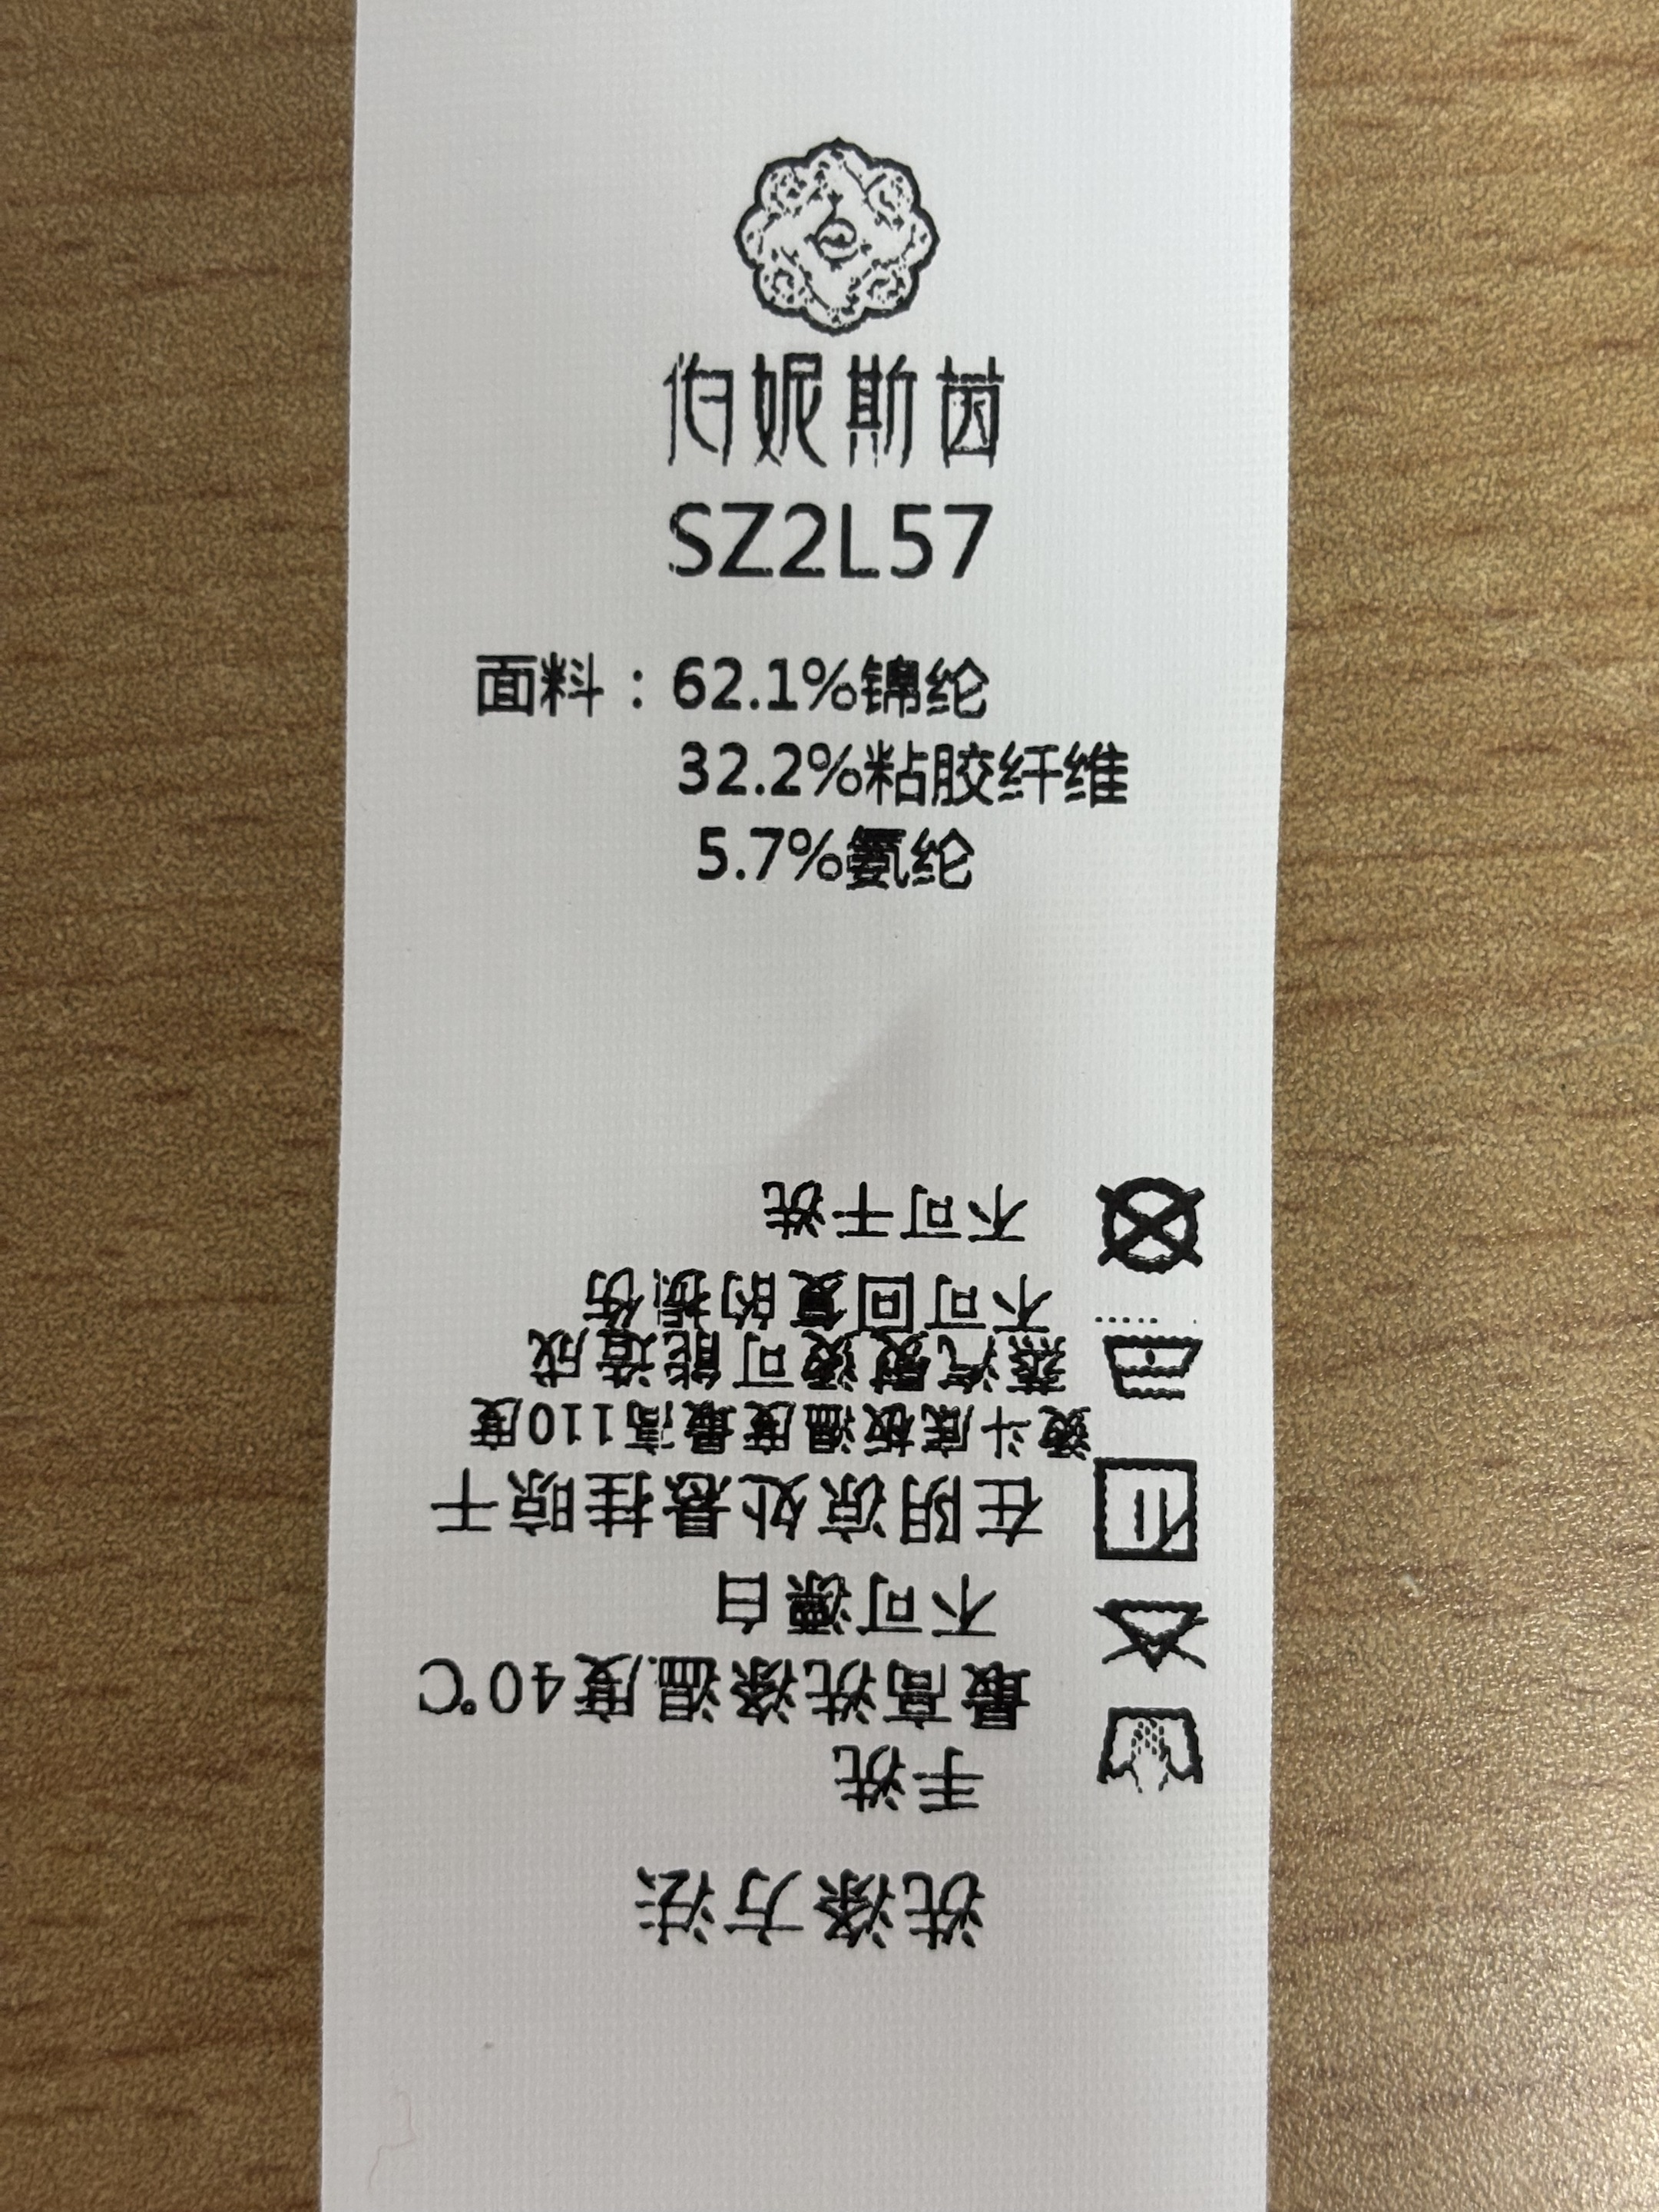 伯妮斯茵
SZ2L57
面料：62.1%锦纶
32.2%粘胶纤维
5.7%氨纶
洗涤方法
手洗
最高洗涤温度40℃
不可漂白
在阴凉处悬挂晾干
烫斗底板温度最高110度
蒸汽熨烫可能造成
不可回复的损伤
不可干洗